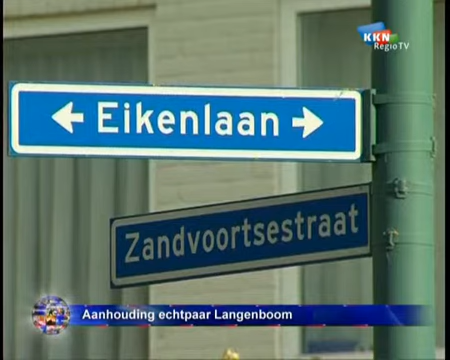 KKN
RegioTV
Eikenlaan
Zandvoortsestraat
Aanhouding echtpaar Langenboom